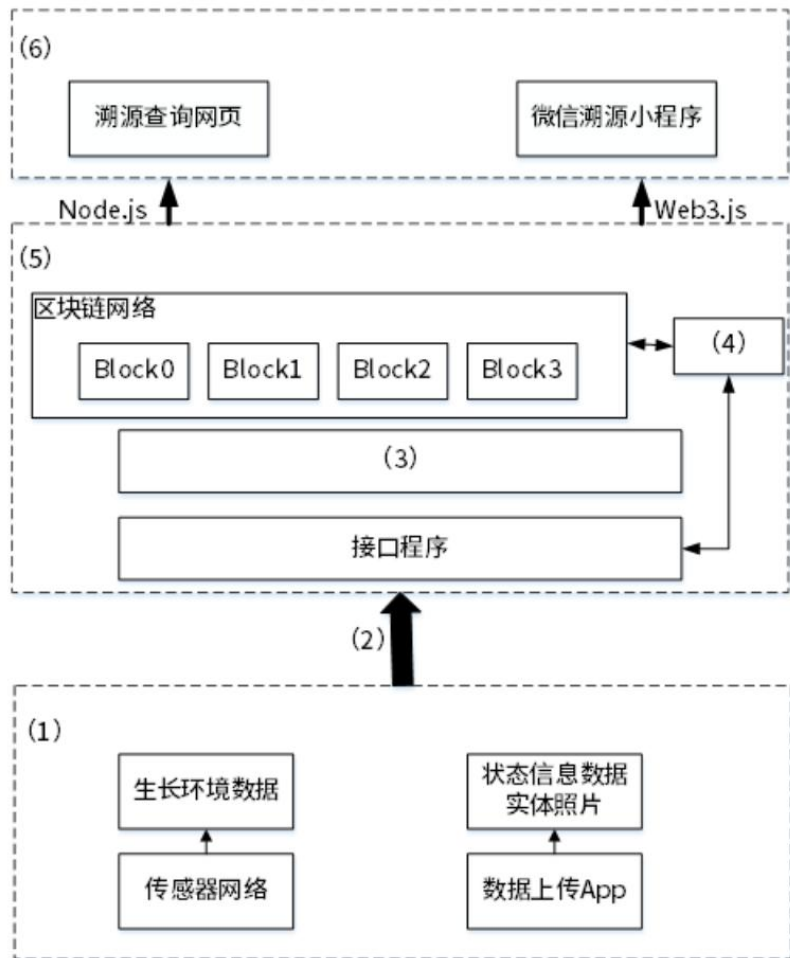 (6)
溯源查询网页
微信溯源小程序
Node.js
Web3.js
(5)
区块链网络
Block0
Block1
Block2
Block3
(4)
(3)
接口程序
(2)
(1)
生长环境数据
状态信息数据
实体照片
传感器网络
数据上传App